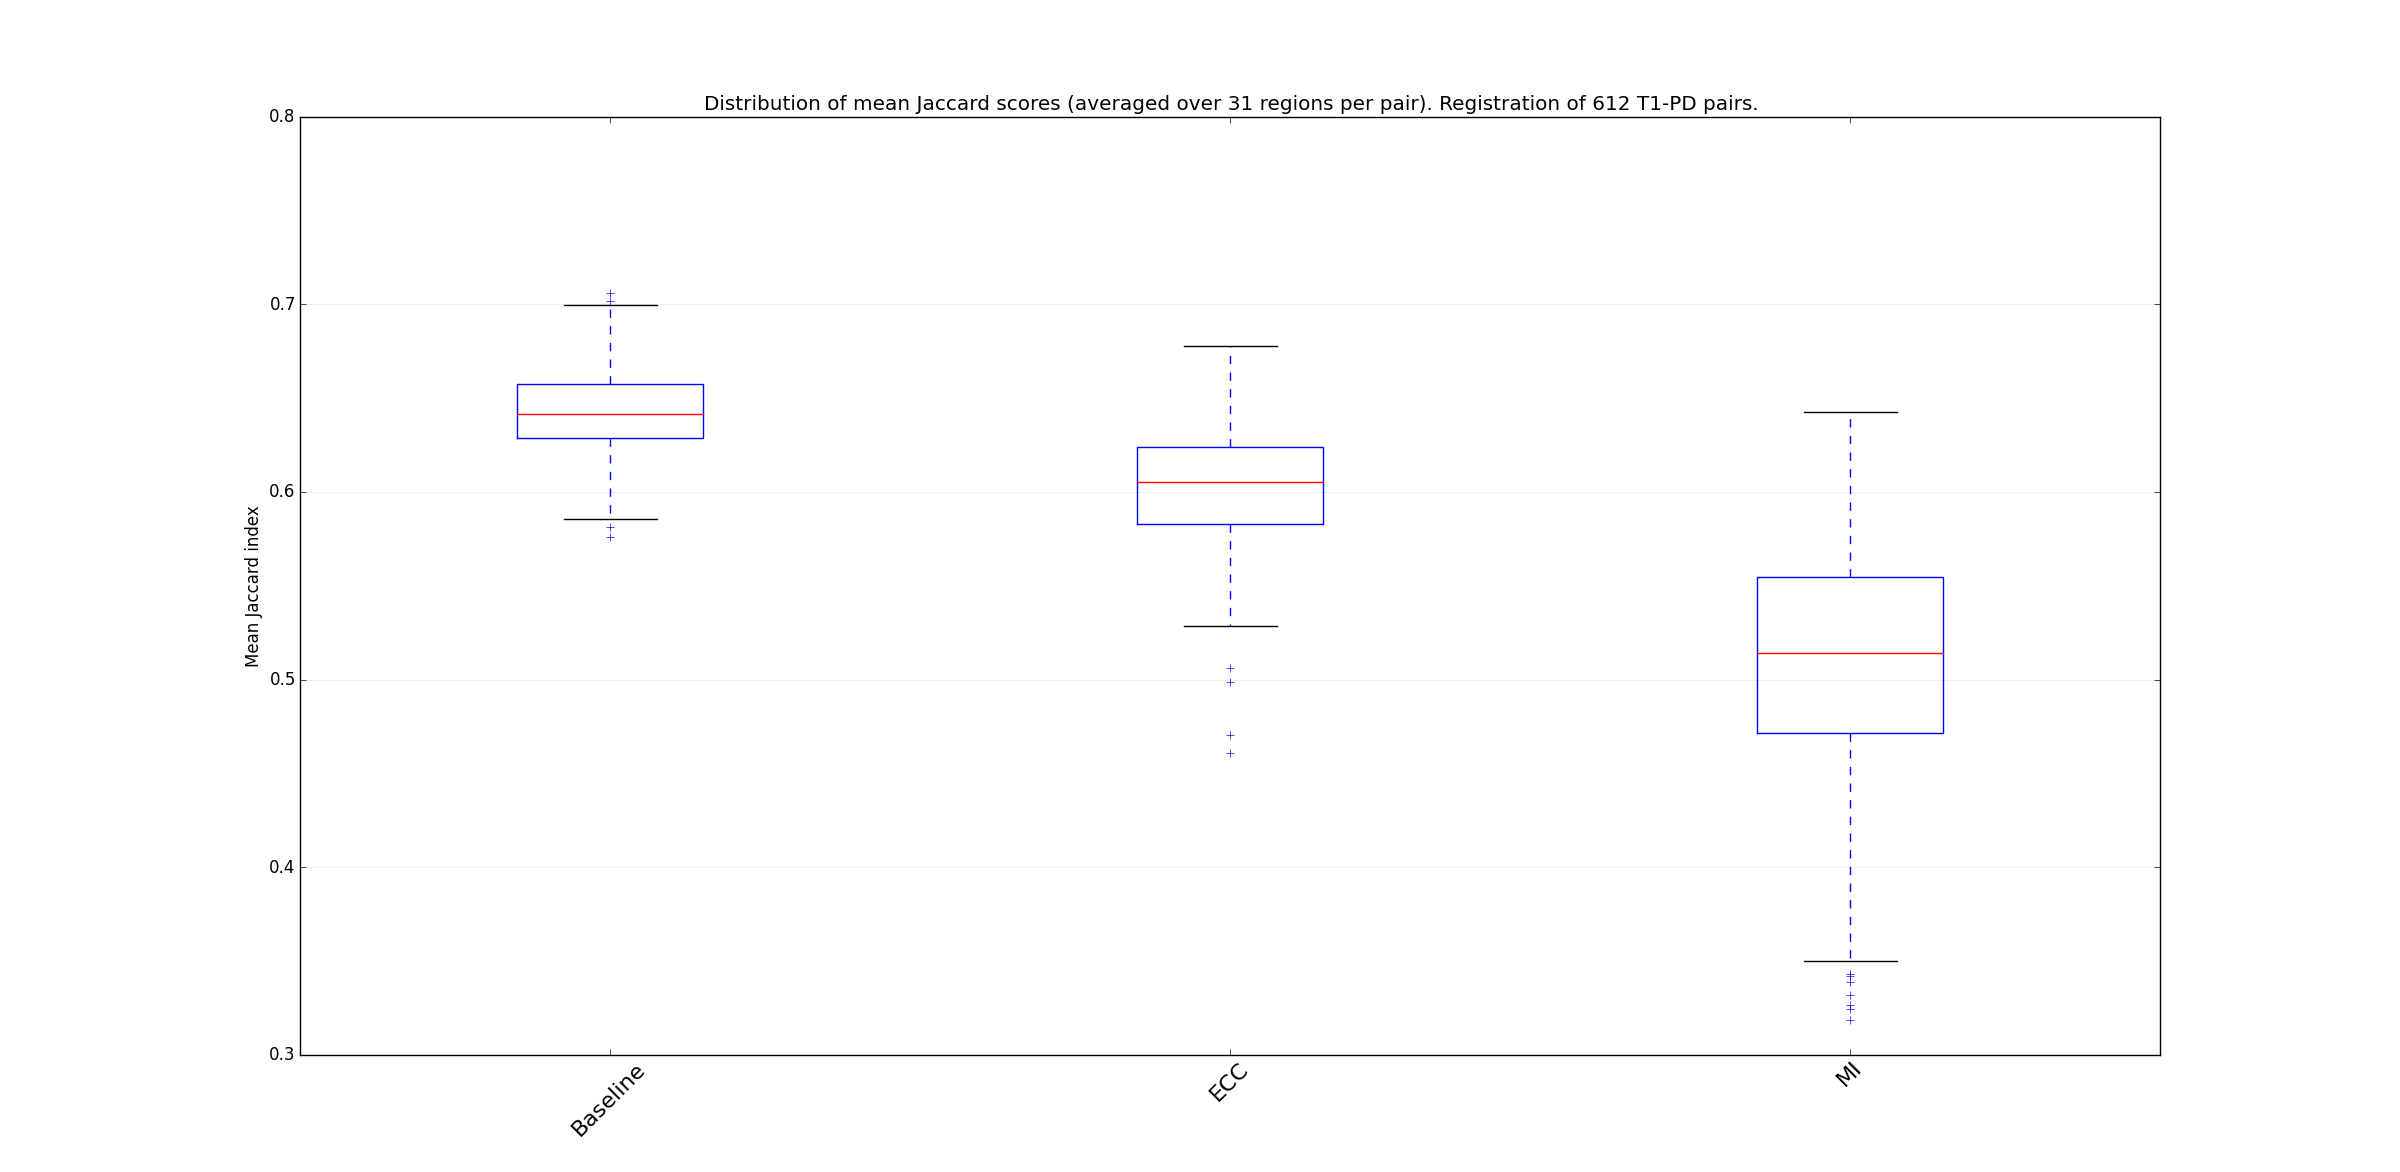 Distribution of mean Jaccard scores (averaged over 31 regions per pair). Registration of 612 T1-PD pairs.
0.8
0.7
0.6
0.5
0.4
0.3
Mean Jaccard index
Baseline
ECC
MI